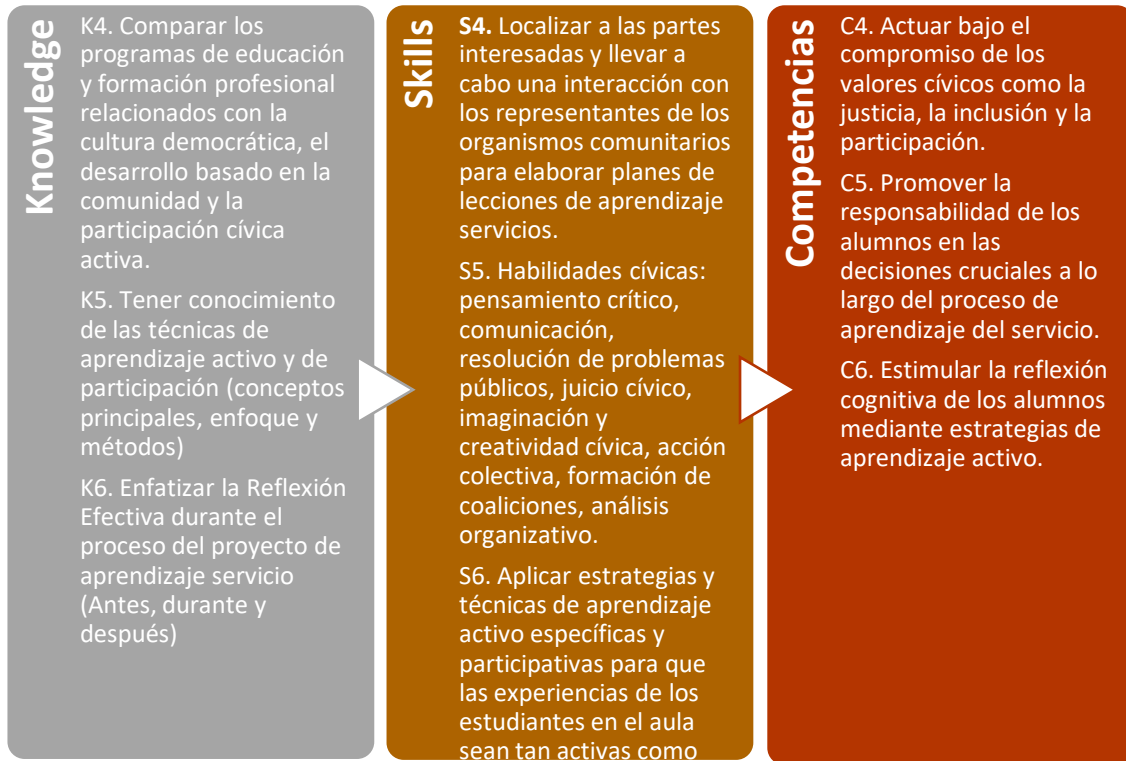 Knowledge
K4. Comparar los
programas de educación
y formación profesional
relacionados con la
cultura democrática, el
desarrollo basado en la
comunidad y la
participación cívica
activa.
K5. Tener conocimiento
de las técnicas de
aprendizaje activo y de
participación (conceptos
principales, enfoque y
métodos)
K6. Enfatizar la Reflexión
Efectiva durante el
proceso del proyecto de
aprendizaje servicio
(Antes, durante y
después)
Skills
S4. Localizar a las partes
interesadas y llevar a
cabo una interacción con
los representantes de los
organismos comunitarios
para elaborar planes de
lecciones de aprendizaje
servicios.
S5. Habilidades cívicas:
pensamiento crítico,
comunicación,
resolución de problemas
públicos, juicio cívico,
imaginación y
creatividad cívica, acción
colectiva, formación de
coaliciones, análisis
organizativo.
S6. Aplicar estrategias y
técnicas de aprendizaje
activo específicas y
participativas para que
las experiencias de los
estudiantes en el aula
sean tan activas como
Competencias
C4. Actuar bajo el
compromiso de los
valores cívicos como la
justicia, la inclusión y la
participación.
C5. Promover la
responsabilidad de los
alumnos en las
decisiones cruciales a lo
largo del proceso de
aprendizaje del servicio.
C6. Estimular la reflexión
cognitiva de los alumnos
mediante estrategias de
aprendizaje activo.